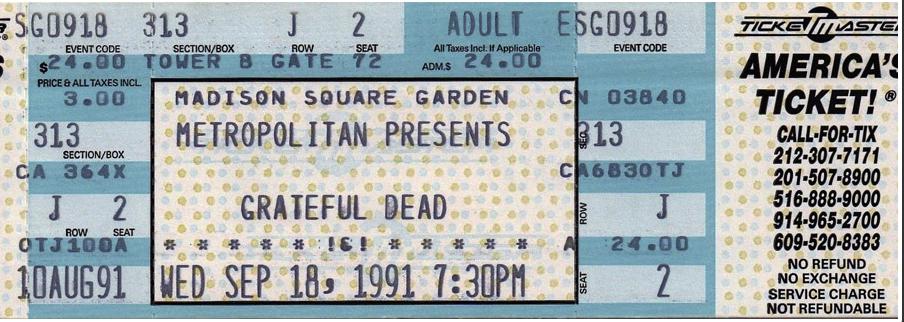 SG0918 313 J 2 ADULT ESG0918
EVENT CODE SECTION/BOX ROW SEAT All Taxes Incl. If Applicable EVENT CODE
$24.00 TOWER B GATE 72 ADM.$ 24.00
PRICE & ALL TAXES INCL.
3.00 MADISON SQUARE GARDEN CN 03840
313 METROPOLITAN PRESENTS 313
SECTION/BOX
CA 364X CA6830TJ
J 2 GRATEFUL DEAD ROW J
ROW SEAT
OTJ100A * * * * * !&! * * * * * A 24.00
10AUG91 WED SEP 18, 1991 7:30PM SEAT 2
TICKETMASTER
AMERICA'S
TICKET! ®
CALL-FOR-TIX
212-307-7171
201-507-8900
516-888-9000
914-965-2700
609-520-8383
NO REFUND
NO EXCHANGE
SERVICE CHARGE
NOT REFUNDABLE